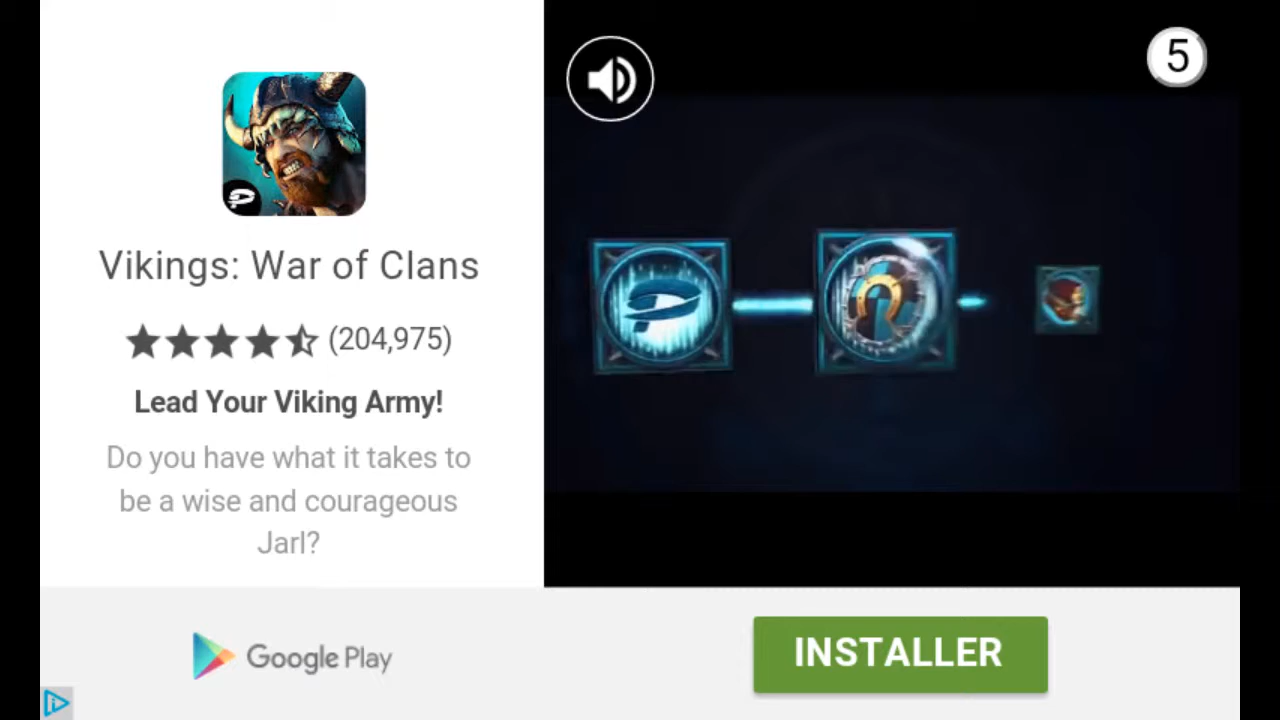 5
Vikings: War of Clans
(204,975)
Lead Your Viking Army!
Do you have what it takes to
be a wise and courageous
Jarl?
Google Play
INSTALLER